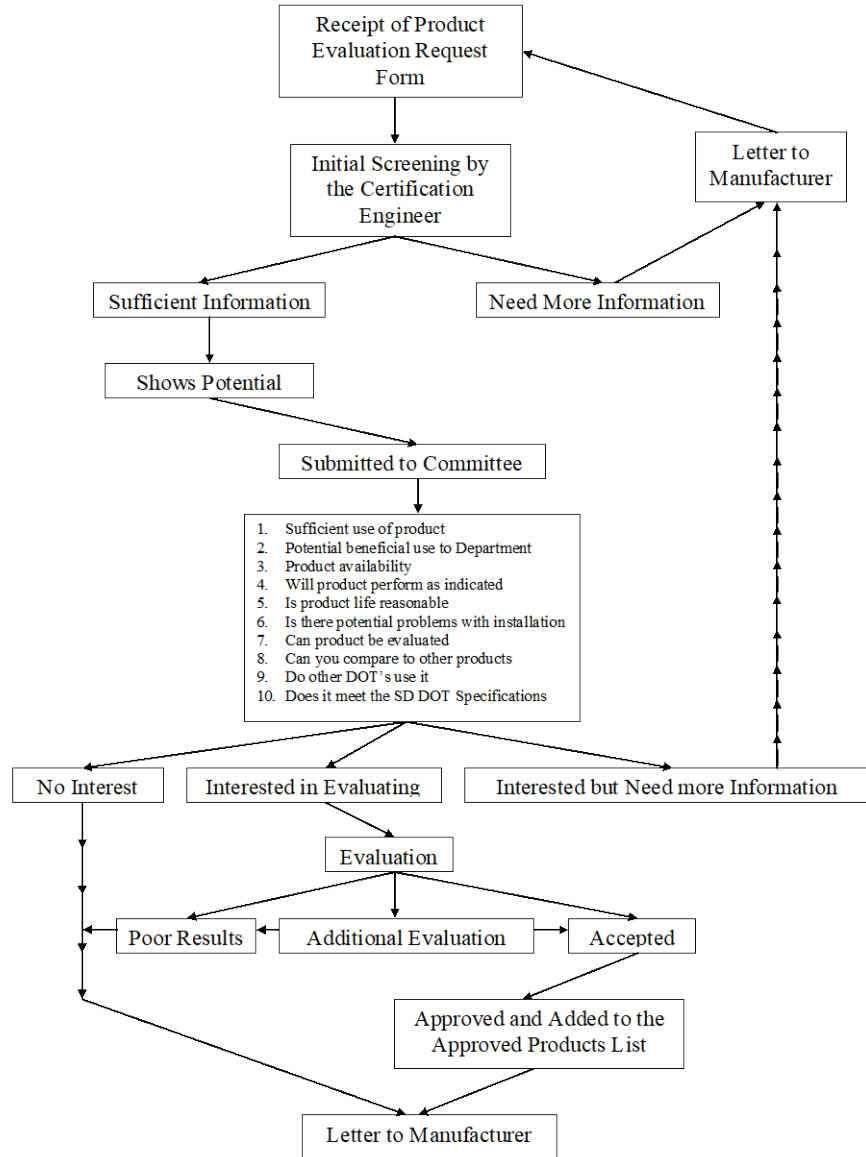 Receipt of Product
Evaluation Request
Form
Letter to
Manufacturer
Initial Screening by
the Certification
Engineer
Sufficient Information
Need More Information
Shows Potential
Submitted to Committee
1. Sufficient use of product
2. Potential beneficial use to Department
3. Product availability
4. Will product perform as indicated
5. Is product life reasonable
6. Is there potential problems with installation
7. Can product be evaluated
8. Can you compare to other products
9. Do other DOT's use it
10. Does it meet the SD DOT Specifications
No Interest
Interested in Evaluating
Interested but Need more Information
Evaluation
Poor Results
Additional Evaluation
Accepted
Approved and Added to the
Approved Products List
Letter to Manufacturer